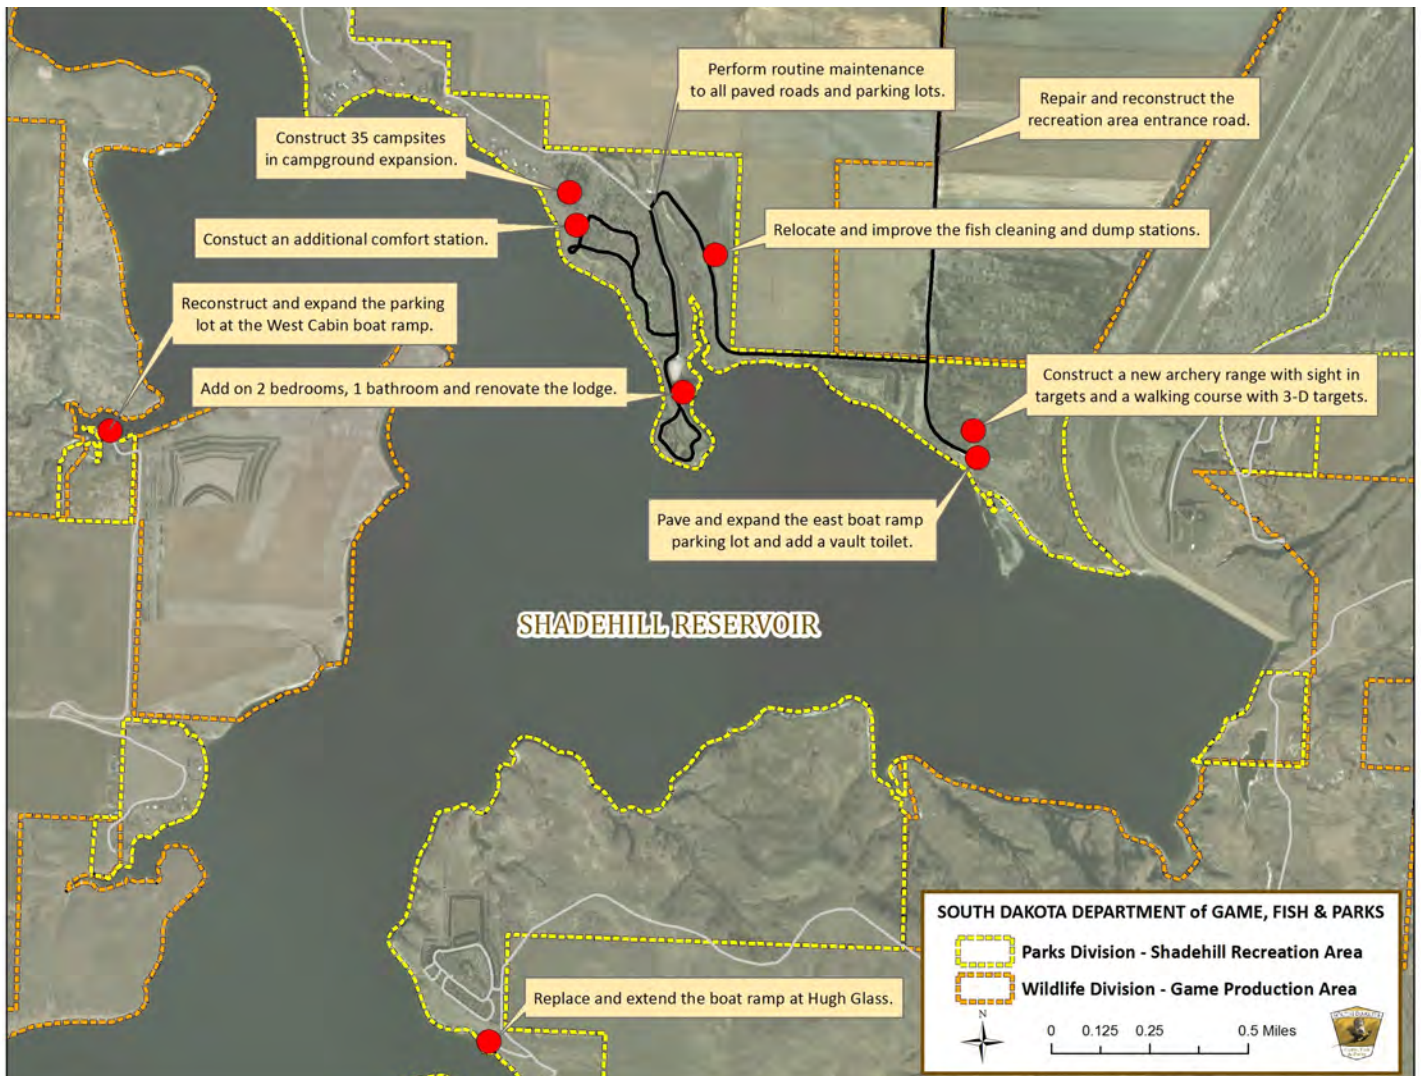 Perform routine maintenance
to all paved roads and parking lots.
Repair and reconstruct the
recreation area entrance road.
Construct 35 campsites
in campground expansion.
Constuct an additional comfort station.
Relocate and improve the fish cleaning and dump stations.
Reconstruct and expand the parking
lot at the West Cabin boat ramp.
Add on 2 bedrooms, 1 bathroom and renovate the lodge.
Construct a new archery range with sight in
targets and a walking course with 3-D targets.
Pave and expand the east boat ramp
parking lot and add a vault toilet.
SHADEHILL RESERVOIR
Replace and extend the boat ramp at Hugh Glass.
SOUTH DAKOTA DEPARTMENT of GAME, FISH & PARKS
Parks Division - Shadehill Recreation Area
Wildlife Division - Game Production Area
N
0 0.125 0.25 0.5 Miles
SOUTH DAKOTA
Game, Fish
& Parks